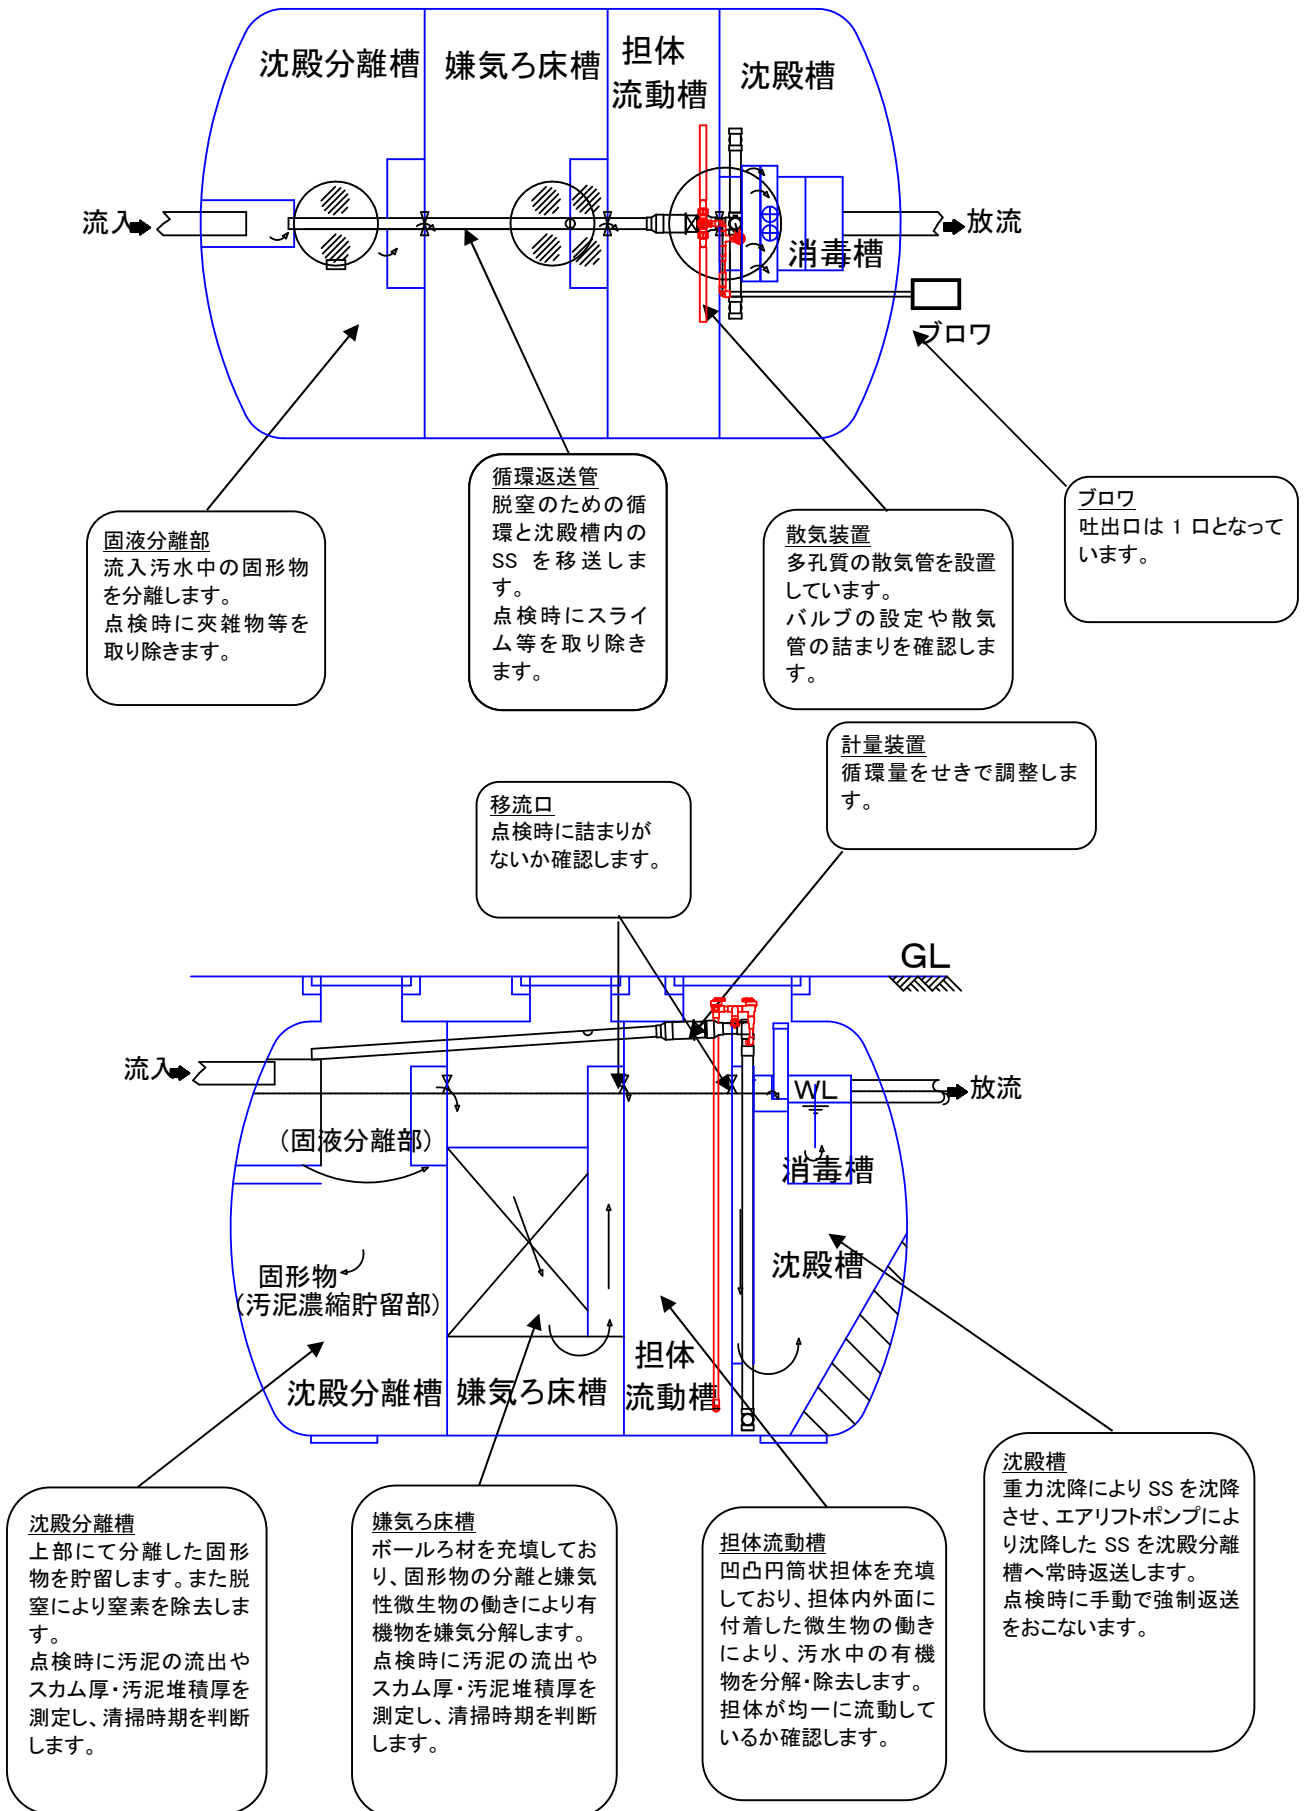 沈殿分離槽
嫌気ろ床槽
担体
流動槽
沈殿槽
流入
放流
消毒槽
ブロワ
循環返送管
脱窒のための循
環と沈殿槽内の
SS を移送しま
す。
点検時にスライ
ム等を取り除き
ます。
ブロワ
吐出口は 1 口となって
います。
固液分離部
流入汚水中の固形物
を分離します。
点検時に夾雑物等を
取り除きます。
散気装置
多孔質の散気管を設置
しています。
バルブの設定や散気
管の詰まりを確認しま
す。
計量装置
循環量をせきで調整しま
す。
移流口
点検時に詰まりが
ないか確認します。
GL
流入
WL
放流
(固液分離部)
消毒槽
沈殿槽
固形物
(汚泥濃縮貯留部)
担体
流動槽
沈殿分離槽
嫌気ろ床槽
沈殿分離槽
上部にて分離した固形
物を貯留します。また脱
窒により窒素を除去しま
す。
点検時に汚泥の流出や
スカム厚・汚泥堆積厚を
測定し、清掃時期を判断
します。
嫌気ろ床槽
ボールろ材を充填してお
り、固形物の分離と嫌気
性微生物の働きにより有
機物を嫌気分解します。
点検時に汚泥の流出や
スカム厚・汚泥堆積厚を
測定し、清掃時期を判断
します。
担体流動槽
凹凸円筒状担体を充填
しており、担体内外面に
付着した微生物の働き
により、汚水中の有機
物を分解・除去します。
担体が均一に流動して
いるか確認します。
沈殿槽
重力沈降により SS を沈降
させ、エアリフトポンプによ
り沈降した SS を沈殿分離
槽へ常時返送します。
点検時に手動で強制返送
をおこないます。